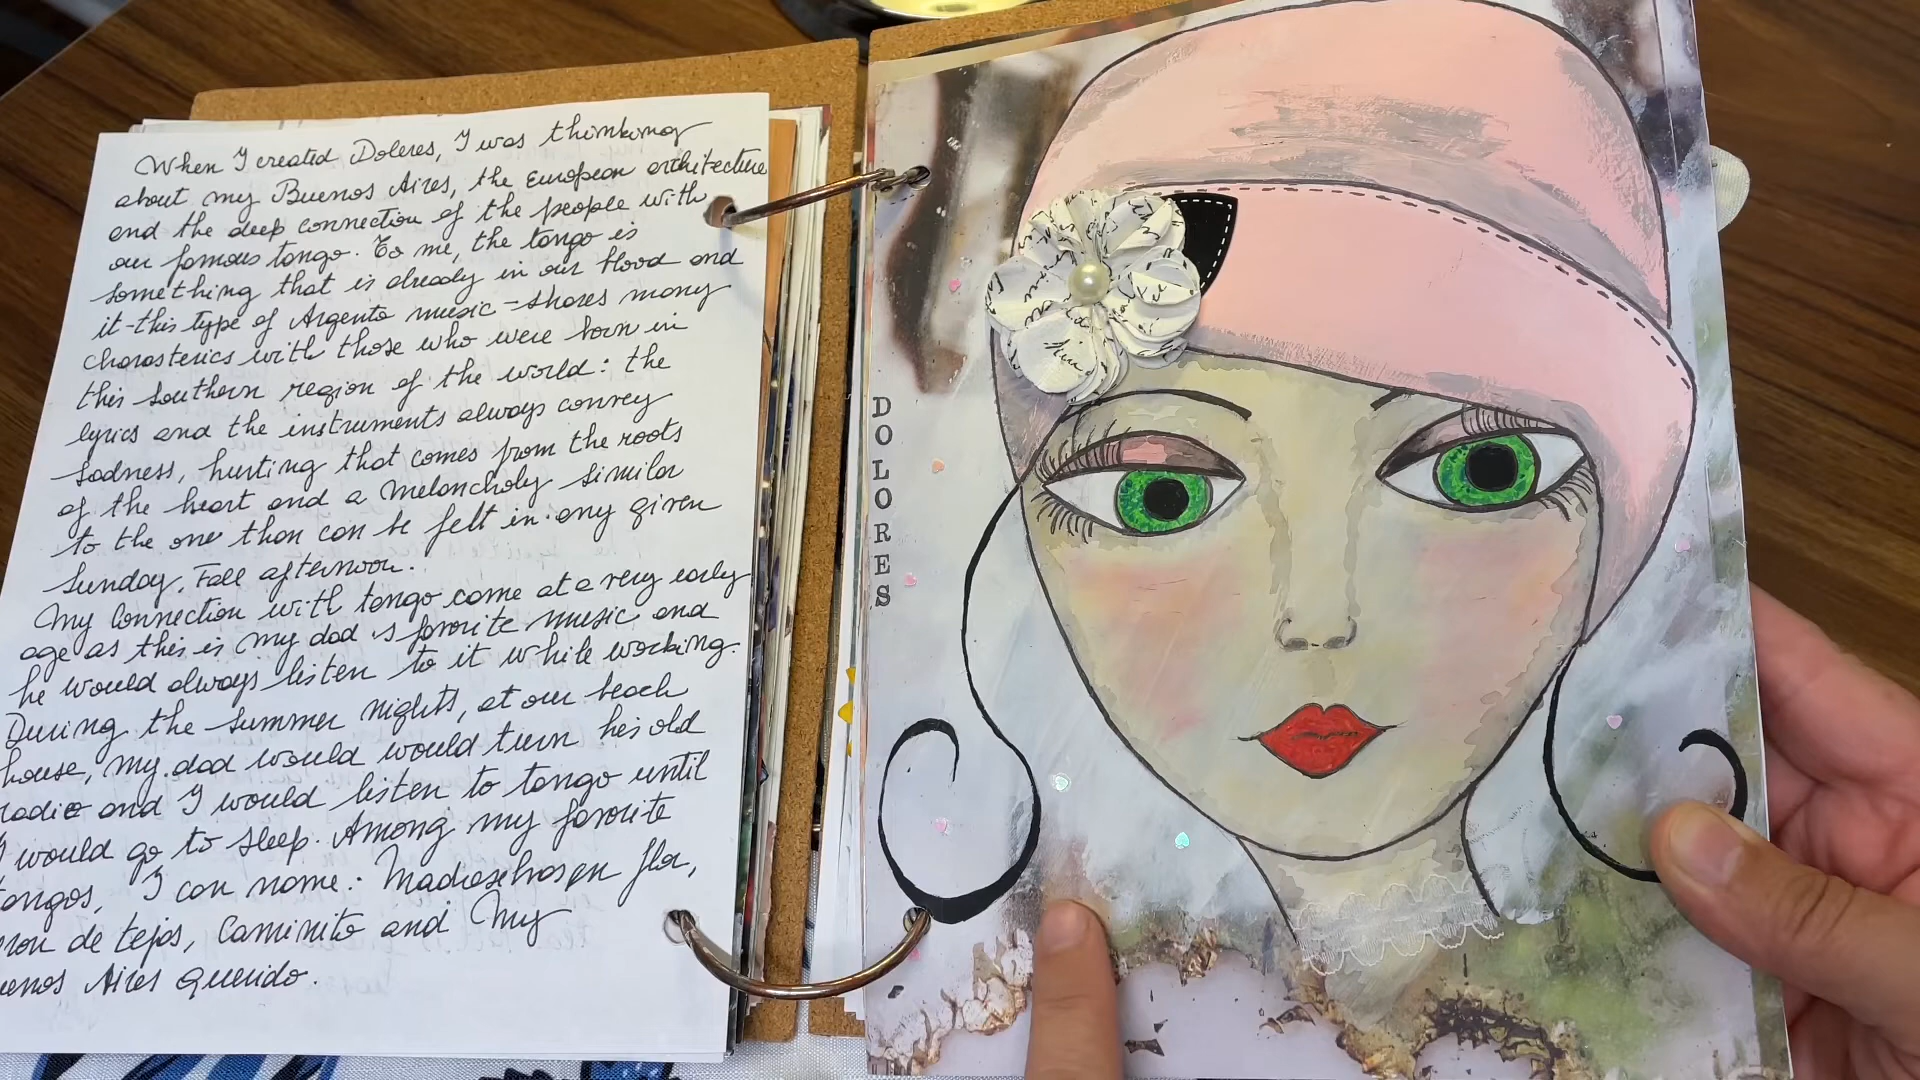 When I created Dolores, I was thinking
about my Buenos Aires, the European architecture
and the deep connection of the people with
our famous tango. To me, the tango is
something that is already in our blood and
it - this type of Argento music - shares many
charasterics with those who were born in
this southern region of the world: the
lyrics and the instruments always convey
sadness, hurting that comes from the roots
of the heart and a melancholy similar
to the one than can be felt in any given
Sunday, Fall afternoon.
My connection with tango came at a very early
age as this is my dad's favorite music and
he would always listen to it while working.
During the summer nights, at our beach
house, my dad would would turn his old
radio and I would listen to tango until
I would go to sleep. Among my favorite
tangos, I can name: Madreselvas en flor,
de tejos, Caminito and My
Buenos Aires querido.
DOLORES